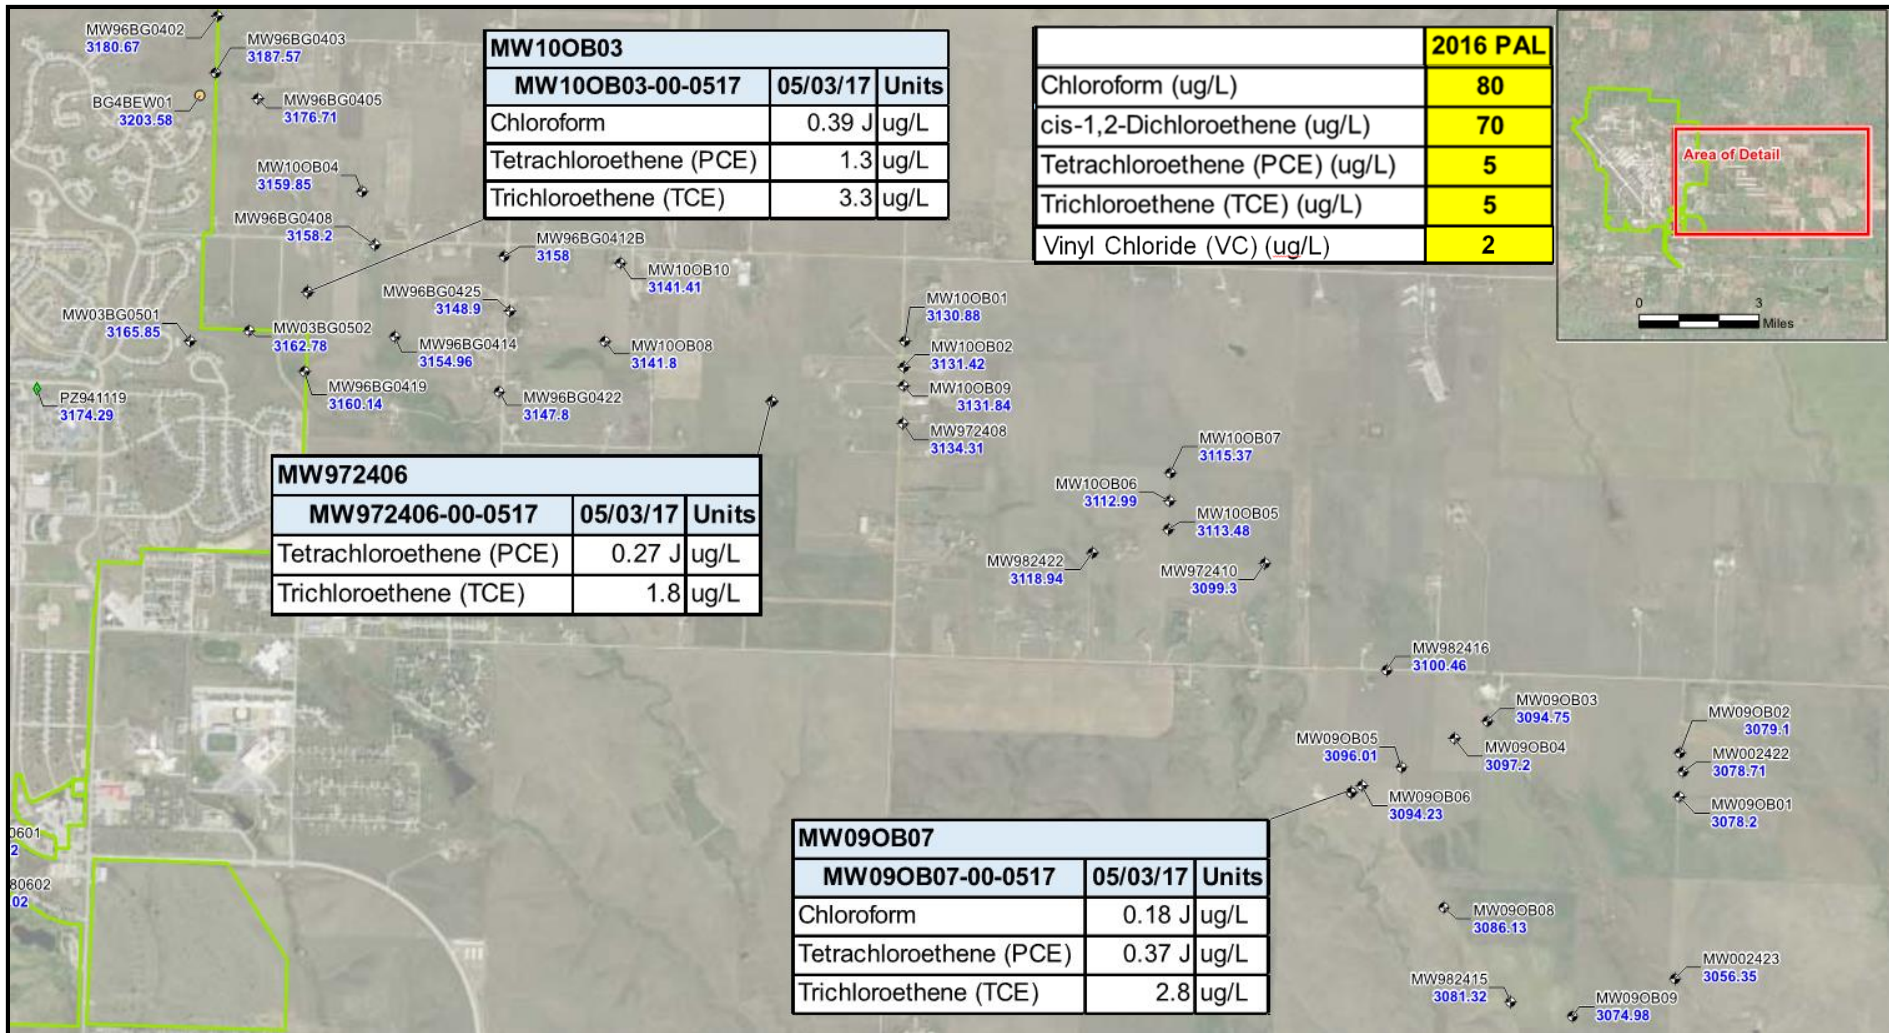 MW96BG0402
3180.67
MW96BG0403
3187.57
BG4BEW01
3203.58
MW96BG0405
3176.71
MW10OB04
3159.85
MW96BG0408
3158.2
MW10OB03
MW10OB03-00-0517 05/03/17 Units
Chloroform 0.39 J ug/L
Tetrachloroethene (PCE) 1.3 ug/L
Trichloroethene (TCE) 3.3 ug/L
2016 PAL
Chloroform (ug/L) 80
cis-1,2-Dichloroethene (ug/L) 70
Tetrachloroethene (PCE) (ug/L) 5
Trichloroethene (TCE) (ug/L) 5
Vinyl Chloride (VC) (ug/L) 2
Area of Detail
0 3
Miles
MW96BG0412B
3158
MW10OB10
3141.41
MW96BG0425
3148.9
MW03BG0501
3165.85
MW03BG0502
3162.78
MW96BG0414
3154.96
MW10OB08
3141.8
MW10OB01
3130.88
MW10OB02
3131.42
MW10OB09
3131.84
MW972408
3134.31
PZ941119
3174.29
MW96BG0419
3160.14
MW96BG0422
3147.8
MW972406
MW972406-00-0517 05/03/17 Units
Tetrachloroethene (PCE) 0.27 J ug/L
Trichloroethene (TCE) 1.8 ug/L
MW10OB07
3115.37
MW10OB06
3112.99
MW10OB05
3113.48
MW982422
3118.94
MW972410
3099.3
MW982416
3100.46
MW09OB03
3094.75
MW09OB02
3079.1
MW09OB05
3096.01
MW09OB04
3097.2
MW002422
3078.71
MW09OB06
3094.23
MW09OB01
3078.2
0601
2
80602
02
MW09OB07
MW09OB07-00-0517 05/03/17 Units
Chloroform 0.18 J ug/L
Tetrachloroethene (PCE) 0.37 J ug/L
Trichloroethene (TCE) 2.8 ug/L
MW09OB08
3086.13
MW982415
3081.32
MW002423
3056.35
MW09OB09
3074.98